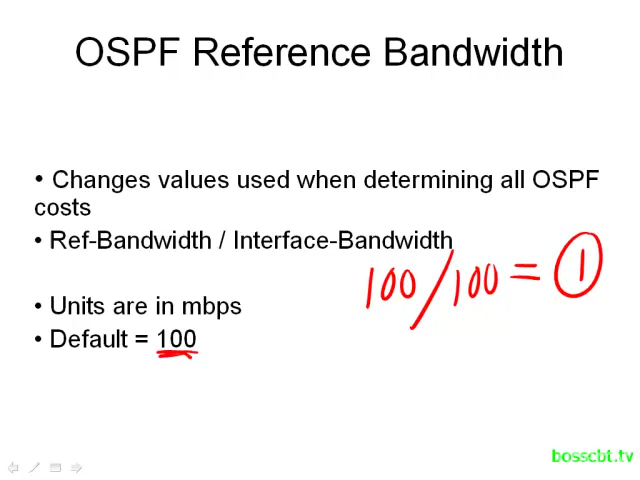 OSPF Reference Bandwidth
• Changes values used when determining all OSPF
costs
• Ref-Bandwidth / Interface-Bandwidth
100/100 = 1
• Units are in mbps
• Default = 100
bosscbt.tv